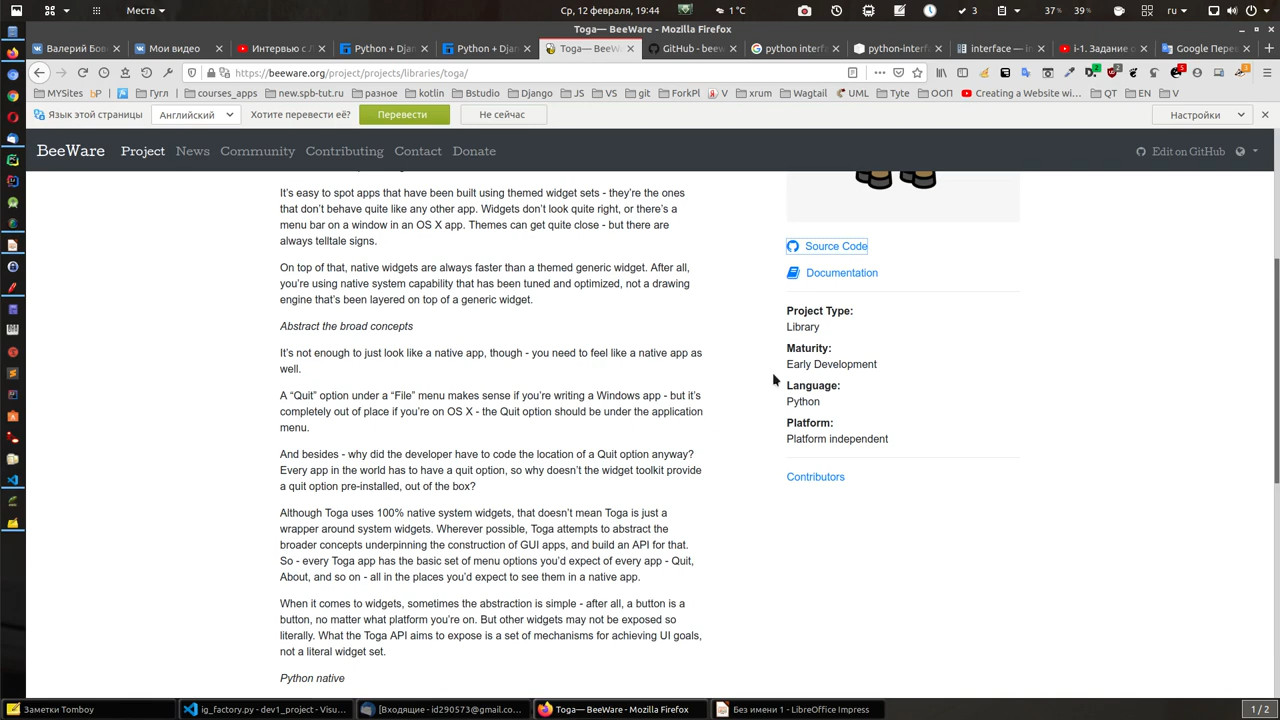 Места
Ср, 12 февраля, 19:44
1°C
3
37%
39%
ru
Toga— BeeWare - Mozilla Firefox
Валерий Бов
Мои видео
Интервью с Л
Python + Djan
Python + Djan
Toga— BeeW
GitHub - beew
python interf
python-interf
interface — in
i-1. Задание
Google Пере
https://beeware.org/project/projects/libraries/toga/
MYSites
bP
Гугл
courses_apps
new.spb-tut.ru
разное
kotlin
Bstudio
Django
JS
VS
git
ForkPl
V
xrum
Wagtail
UML
Tyte
ООП
Creating a Website wi...
QT
EN
V
Язык этой страницы
Английский
Хотите перевести её?
Перевести
Не сейчас
Настройки
BeeWare
Project
News
Community
Contributing
Contact
Donate
Edit on GitHub
It’s easy to spot apps that have been built using themed widget sets - they’re the ones
that don’t behave quite like any other app. Widgets don’t look quite right, or there’s a
menu bar on a window in an OS X app. Themes can get quite close - but there are
always telltale signs.
On top of that, native widgets are always faster than a themed generic widget. After all,
you’re using native system capability that has been tuned and optimized, not a drawing
engine that’s been layered on top of a generic widget.
Abstract the broad concepts
It’s not enough to just look like a native app, though - you need to feel like a native app as
well.
A “Quit” option under a “File” menu makes sense if you’re writing a Windows app - but it’s
completely out of place if you’re on OS X - the Quit option should be under the application
menu.
And besides - why did the developer have to code the location of a Quit option anyway?
Every app in the world has to have a quit option, so why doesn’t the widget toolkit provide
a quit option pre-installed, out of the box?
Although Toga uses 100% native system widgets, that doesn’t mean Toga is just a
wrapper around system widgets. Wherever possible, Toga attempts to abstract the
broader concepts underpinning the construction of GUI apps, and build an API for that.
So - every Toga app has the basic set of menu options you’d expect of every app - Quit,
About, and so on - all in the places you’d expect to see them in a native app.
When it comes to widgets, sometimes the abstraction is simple - after all, a button is a
button, no matter what platform you’re on. But other widgets may not be exposed so
literally. What the Toga API aims to expose is a set of mechanisms for achieving UI goals,
not a literal widget set.
Python native
Source Code
Documentation
Project Type:
Library
Maturity:
Early Development
Language:
Python
Platform:
Platform independent
Contributors
Заметки Tomboy
ig_factory.py - dev1_project - Visu...
[Входящие - id290573@gmail.co...
Toga— BeeWare - Mozilla Firefox
Без имени 1 - LibreOffice Impress
1 / 2